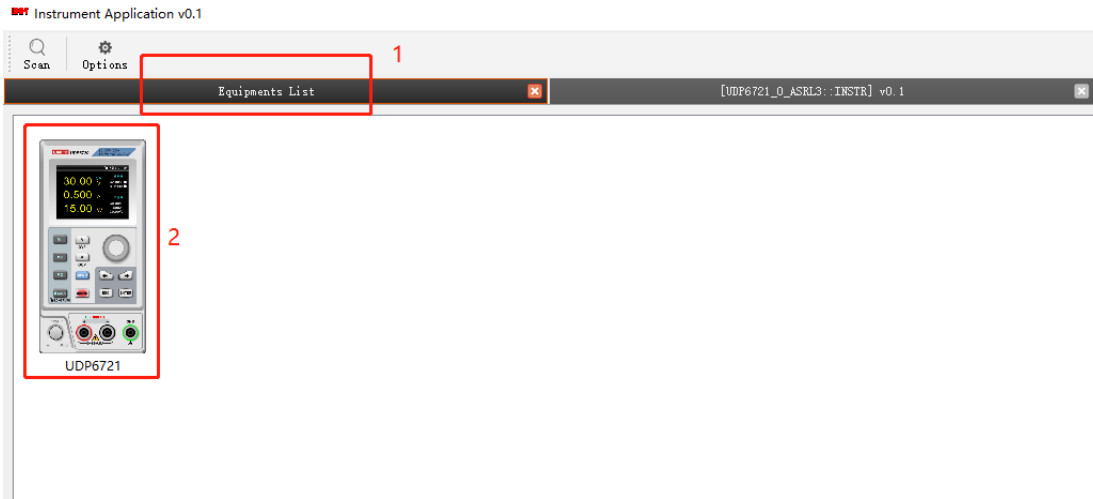 Instrument Application v0.1
Scan Options
1
Equipments List
[UDP6721_0_ASRL3::INSTR] v0.1
30.00 V
0.500
15.00
2
UDP6721